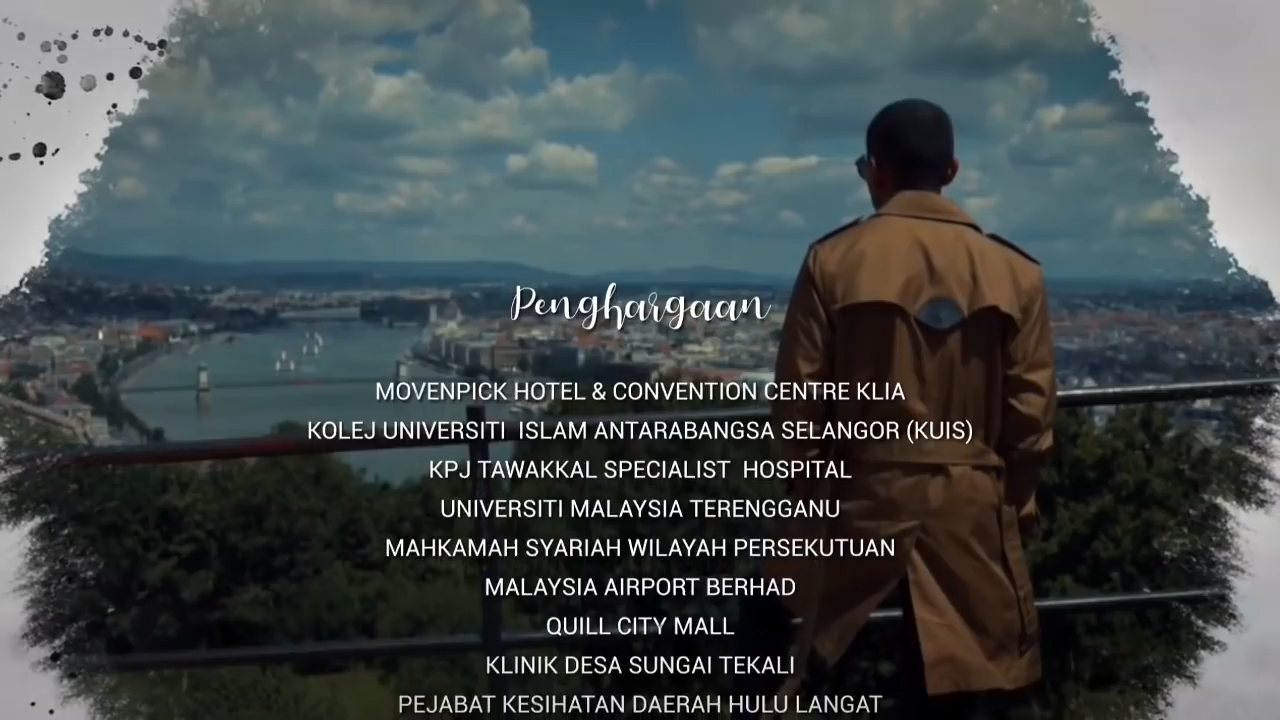 Penghargaan
MOVENPICK HOTEL & CONVENTION CENTRE KLIA
KOLEJ UNIVERSITI ISLAM ANTARABANGSA SELANGOR (KUIS)
KPJ TAWAKKAL SPECIALIST HOSPITAL
UNIVERSITI MALAYSIA TERENGGANU
MAHKAMAH SYARIAH WILAYAH PERSEKUTUAN
MALAYSIA AIRPORT BERHAD
QUILL CITY MALL
KLINIK DESA SUNGAI TEKALI
PEJABAT KESIHATAN DAERAH HULU LANGAT